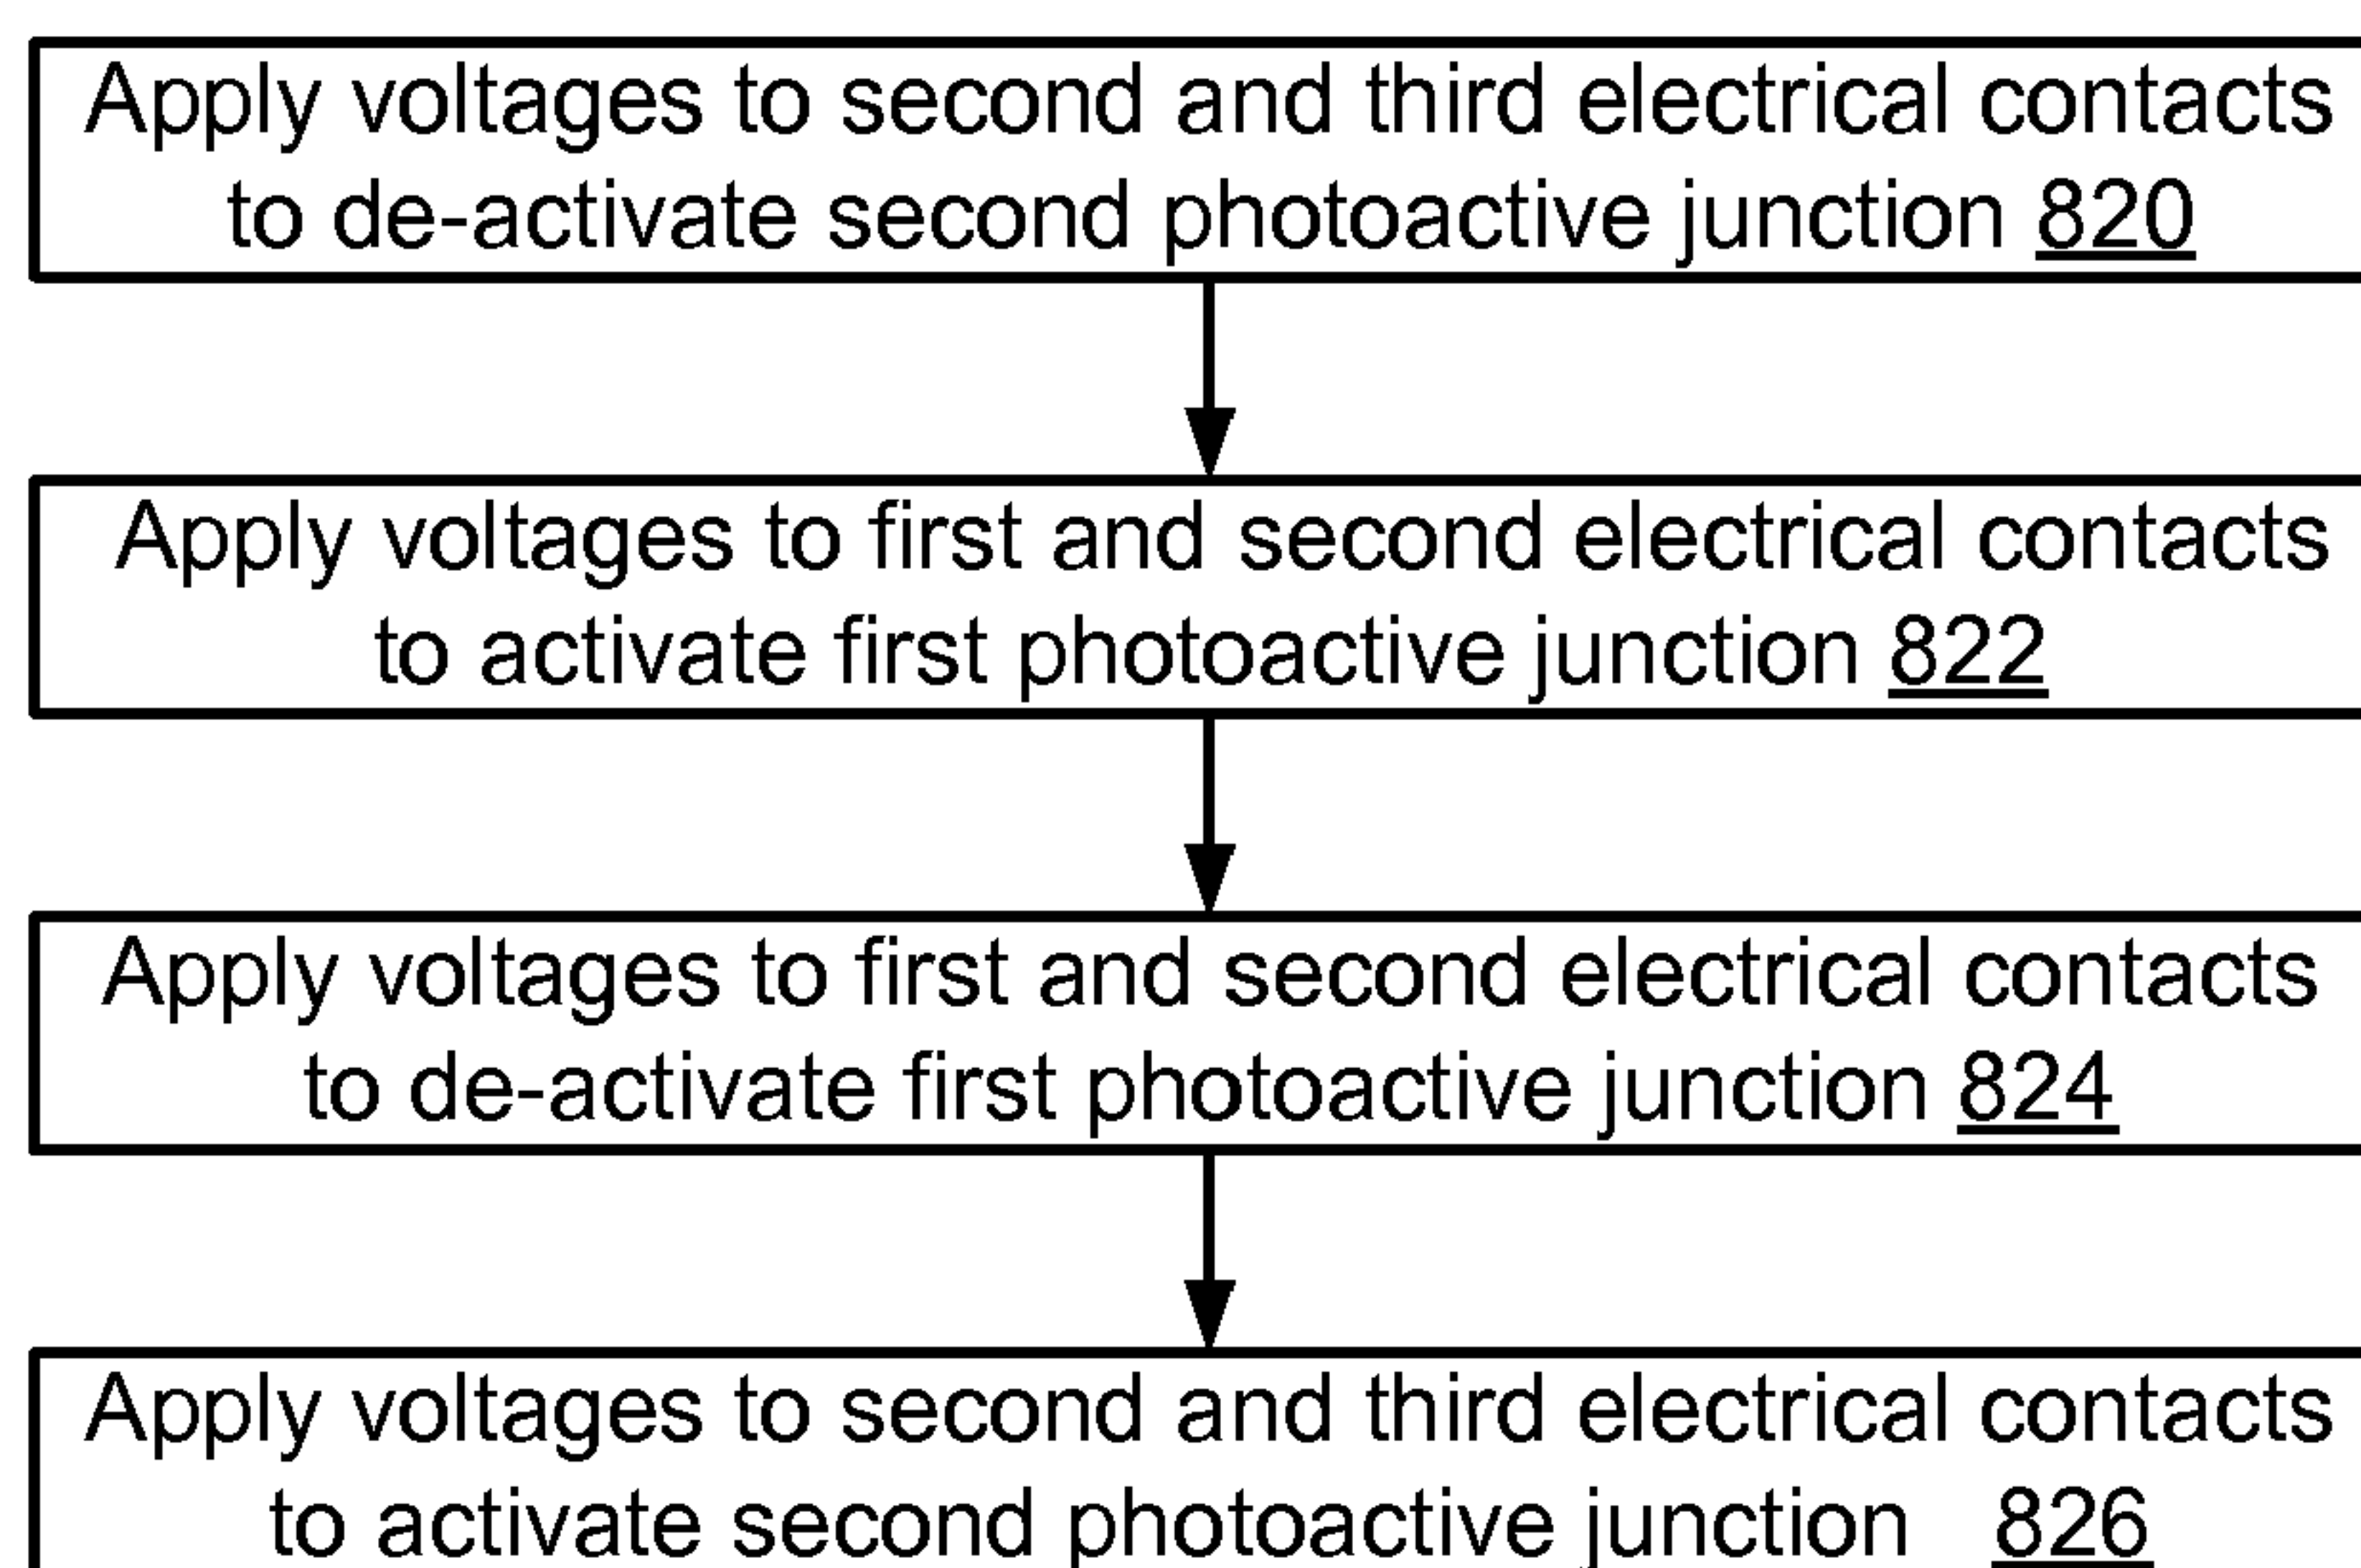 Apply voltages to second and third electrical contacts
to de-activate second photoactive junction 820
Apply voltages to first and second electrical contacts
to activate first photoactive junction 822
Apply voltages to first and second electrical contacts
to de-activate first photoactive junction 824
Apply voltages to second and third electrical contacts
to activate second photoactive junction 826